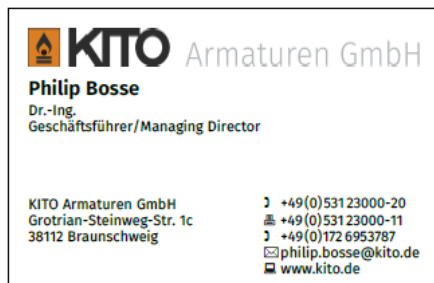 KITO Armaturen GmbH
Philip Bosse
Dr.-Ing.
Geschäftsführer/Managing Director
KITO Armaturen GmbH
Grotrian-Steinweg-Str. 1c
38112 Braunschweig
+49(0)531 23000-20
+49(0)531 23000-11
+49(0)172 6953787
philip.bosse@kito.de
www.kito.de